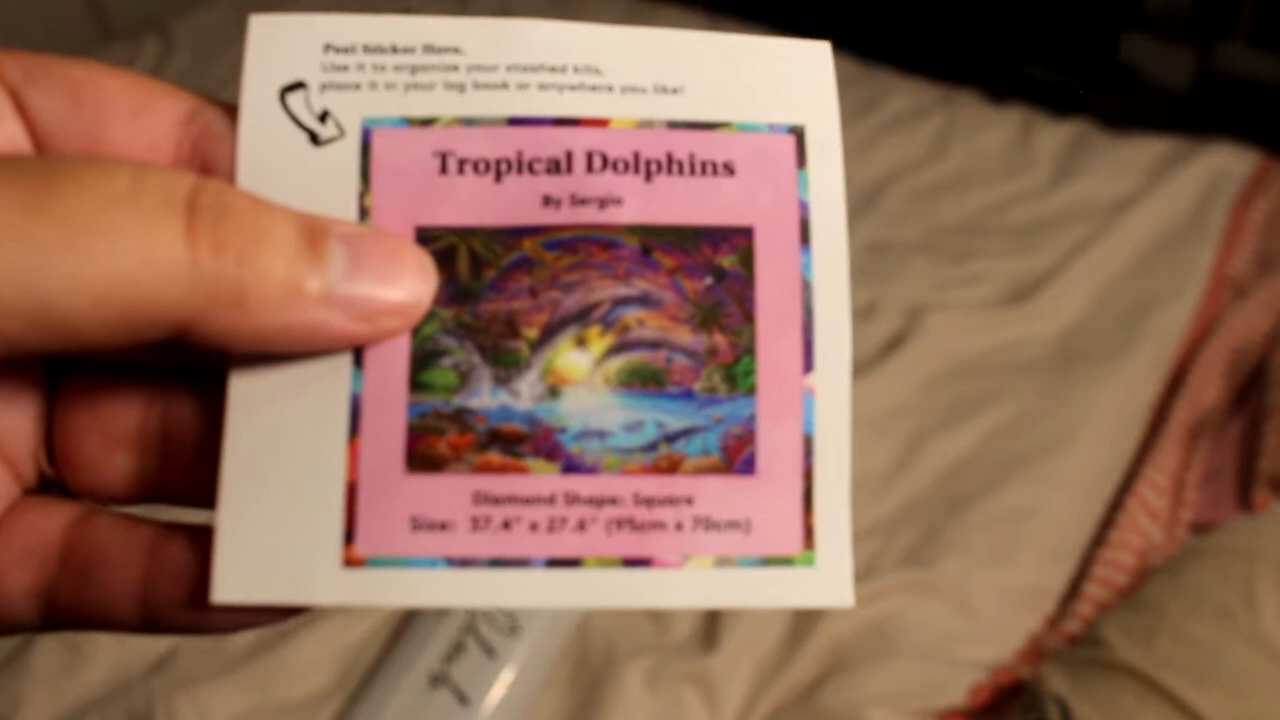 Peel Sticker Here,
Use it to organize your stashed kits,
place it in your log book or anywhere you like!
Tropical Dolphins
By Sergio
Diamond Shape: Square
Size: 37.4" x 27.6" (95cm x 70cm)